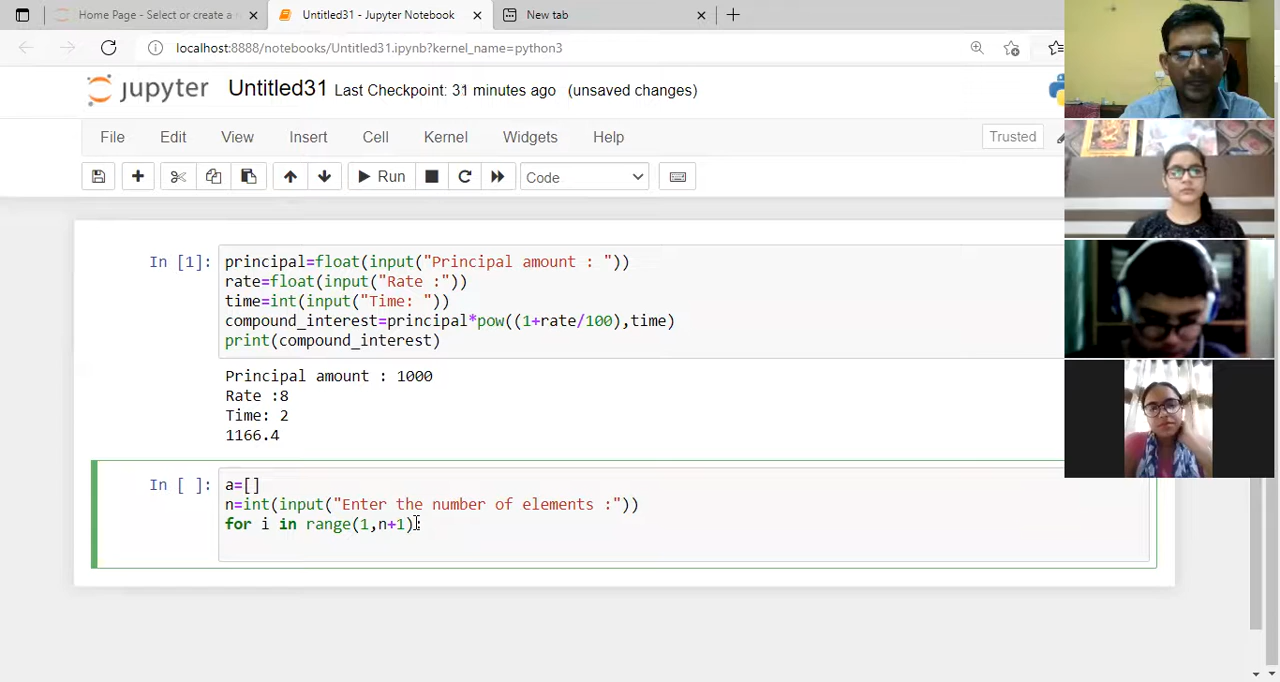 Home Page - Select or create a
Untitled31 - Jupyter Notebook
New tab
localhost:8888/notebooks/Untitled31.ipynb?kernel_name=python3
jupyter Untitled31 Last Checkpoint: 31 minutes ago (unsaved changes)
File Edit View Insert Cell Kernel Widgets Help Trusted
Run Code
In [1]: principal=float(input("Principal amount : "))
rate=float(input("Rate :"))
time=int(input("Time: "))
compound_interest=principal*pow((1+rate/100),time)
print(compound_interest)
Principal amount : 1000
Rate :8
Time: 2
1166.4
In [ ]: a=[]
n=int(input("Enter the number of elements :"))
for i in range(1,n+1):